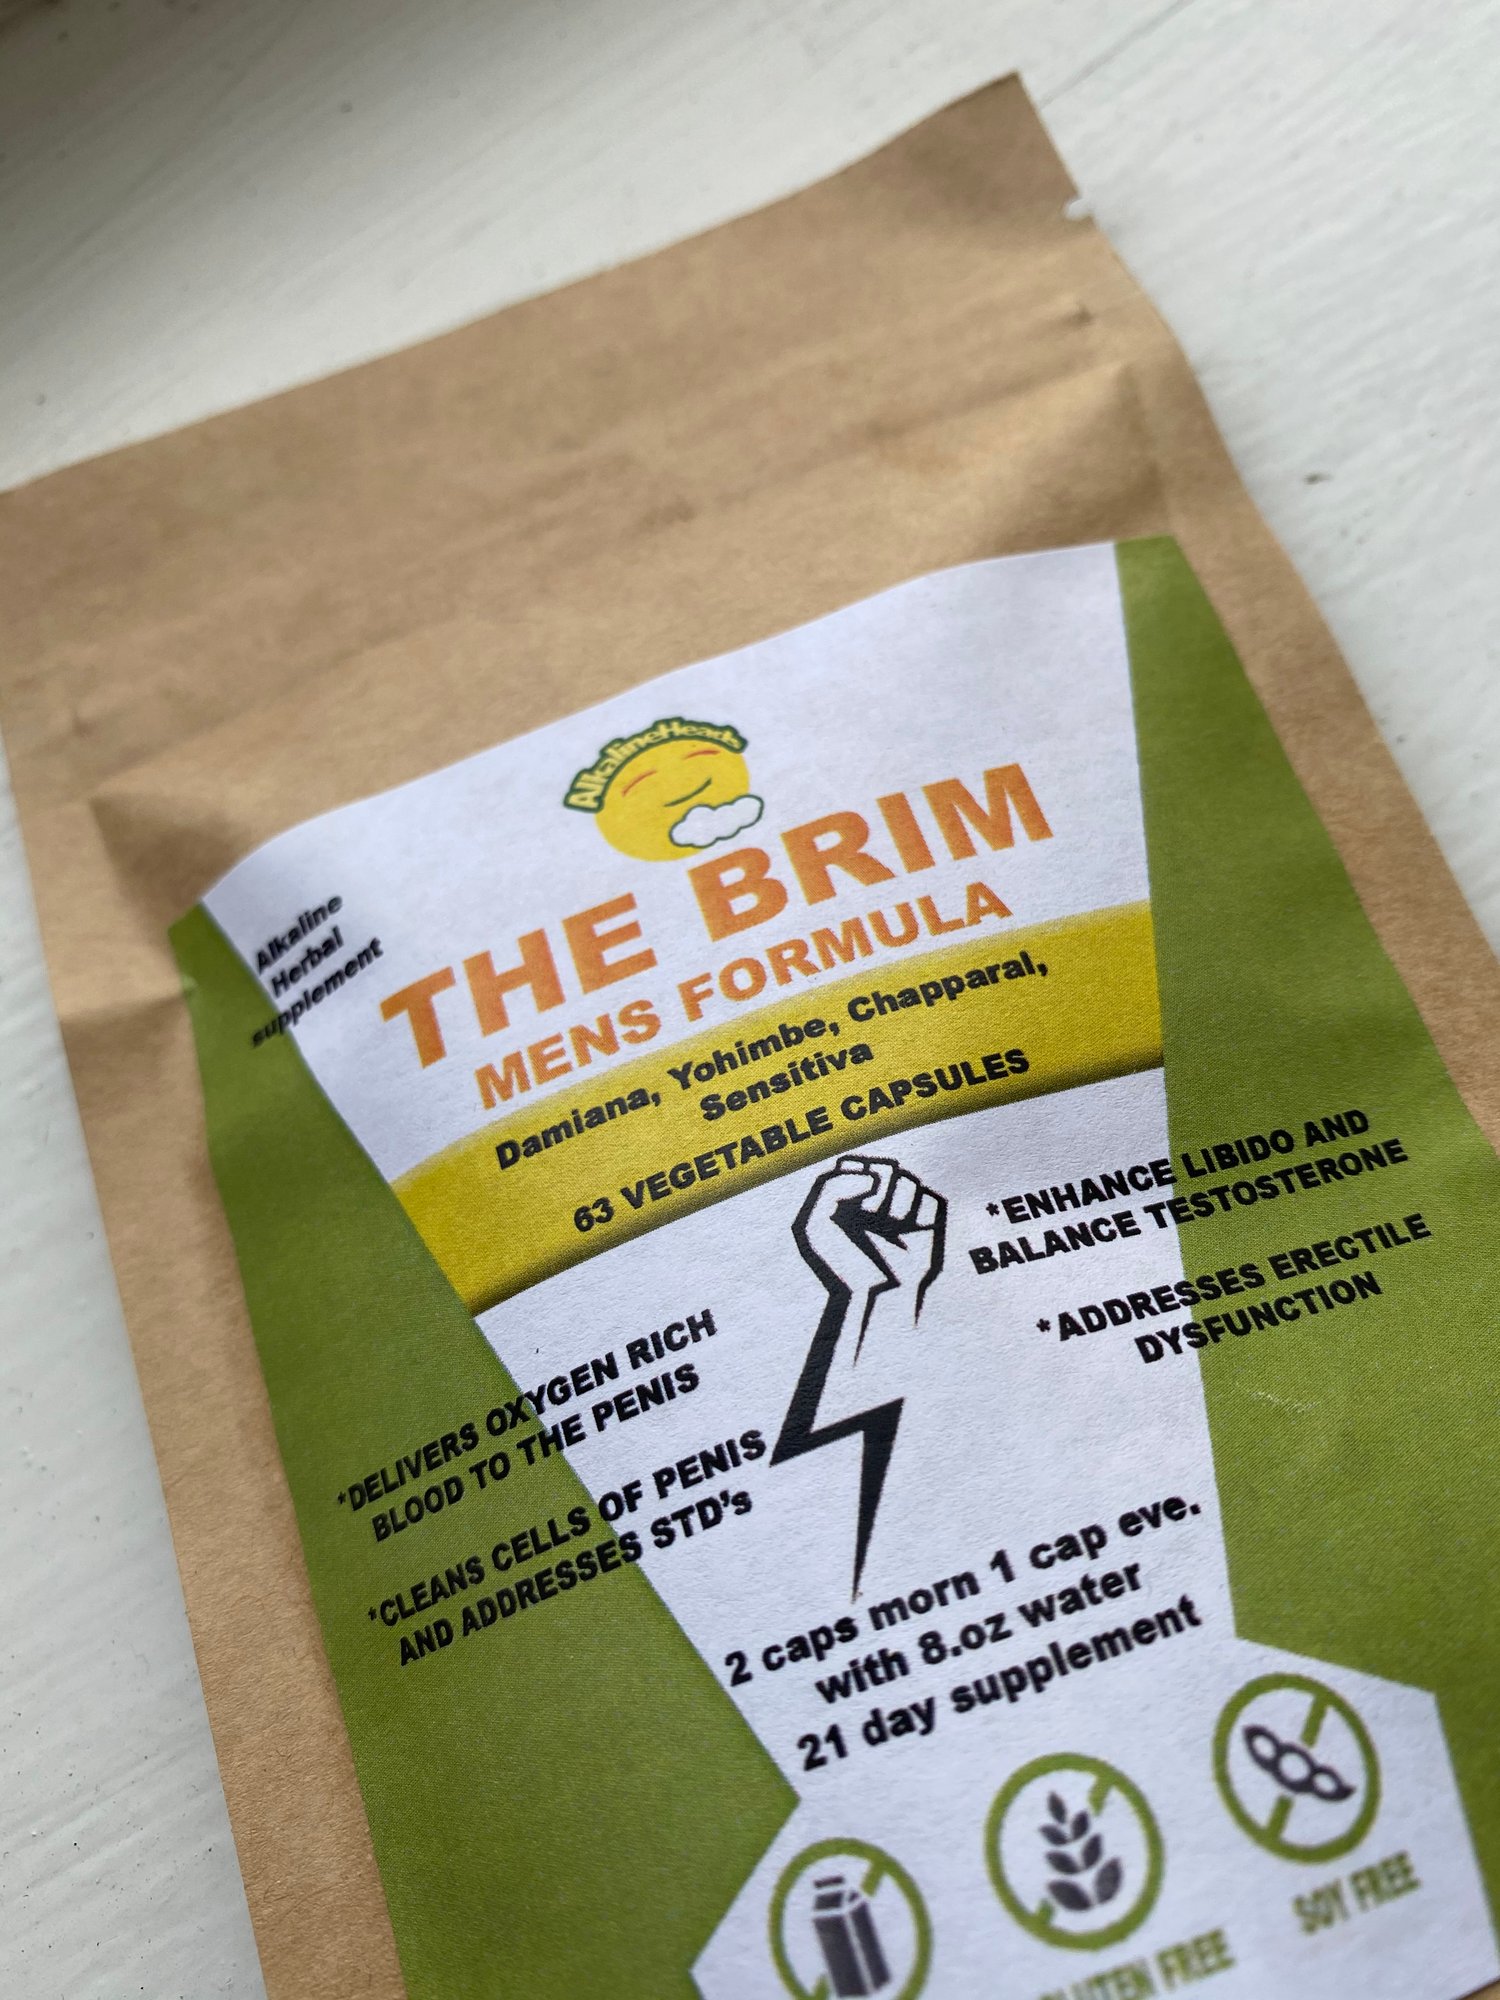 AlkalineHeads
Alkaline
Herbal
supplement
THE BRIM
MENS FORMULA
Damiana, Yohimbe, Chapparal,
Sensitiva
63 VEGETABLE CAPSULES
*ENHANCE LIBIDO AND
BALANCE TESTOSTERONE
*ADDRESSES ERECTILE
DYSFUNCTION
*DELIVERS OXYGEN RICH
BLOOD TO THE PENIS
*CLEANS CELLS OF PENIS
AND ADDRESSES STD's
2 caps morn 1 cap eve.
with 8.oz water
21 day supplement
GLUTEN FREE
SOY FREE